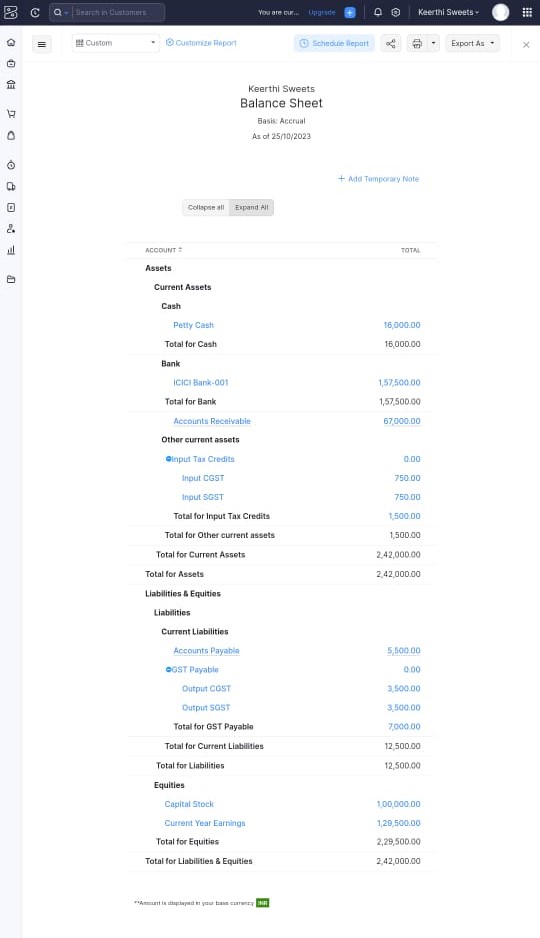 Search in Customers
You are cur... Upgrade
Keerthi Sweets
Custom
Customize Report
Schedule Report
Export As
Keerthi Sweets
Balance Sheet
Basis: Accrual
As of 25/10/2023
+ Add Temporary Note
Collapse all Expand All
ACCOUNT TOTAL
Assets
Current Assets
Cash
Petty Cash 16,000.00
Total for Cash 16,000.00
Bank
ICICI Bank-001 1,57,500.00
Total for Bank 1,57,500.00
Accounts Receivable 67,000.00
Other current assets
Input Tax Credits 0.00
Input CGST 750.00
Input SGST 750.00
Total for Input Tax Credits 1,500.00
Total for Other current assets 1,500.00
Total for Current Assets 2,42,000.00
Total for Assets 2,42,000.00
Liabilities & Equities
Liabilities
Current Liabilities
Accounts Payable 5,500.00
GST Payable 0.00
Output CGST 3,500.00
Output SGST 3,500.00
Total for GST Payable 7,000.00
Total for Current Liabilities 12,500.00
Total for Liabilities 12,500.00
Equities
Capital Stock 1,00,000.00
Current Year Earnings 1,29,500.00
Total for Equities 2,29,500.00
Total for Liabilities & Equities 2,42,000.00
**Amount is displayed in your base currency INR